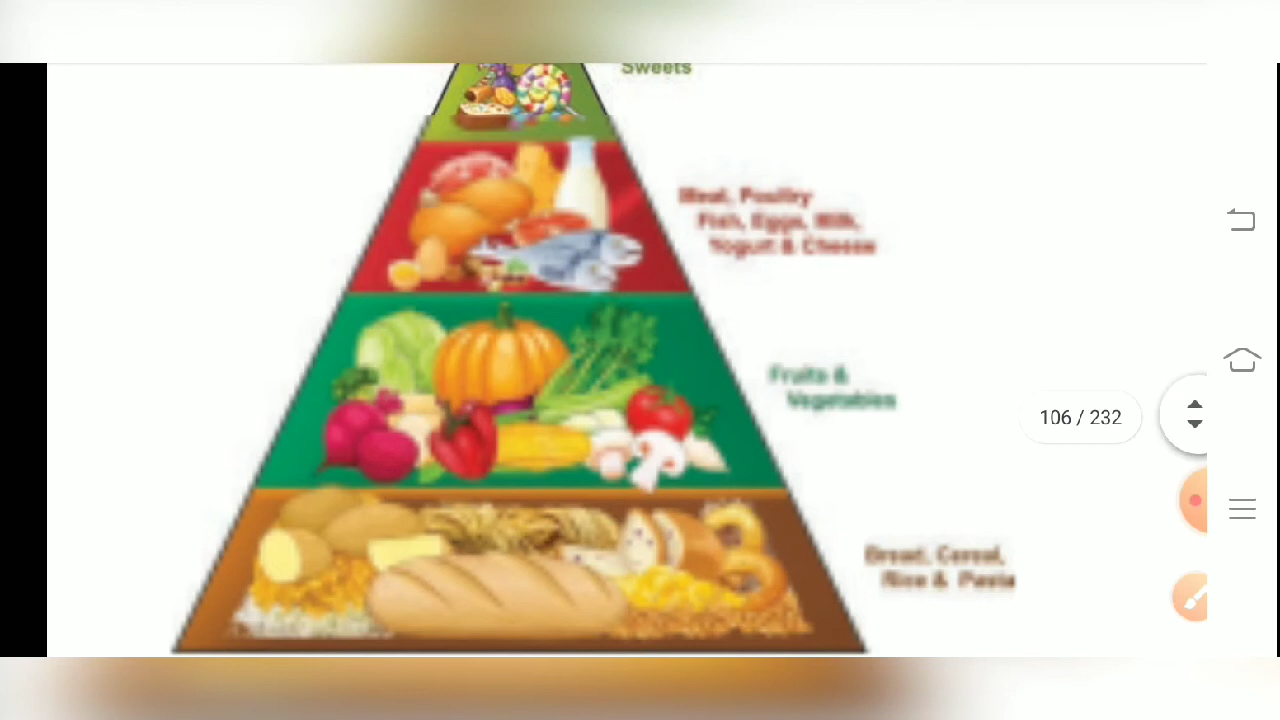 Sweets
Meat, Poultry
Fish, Eggs, Milk,
Yogurt & Cheese
Fruits &
Vegetables
106 / 232
Bread, Cereal,
Rice & Pasta